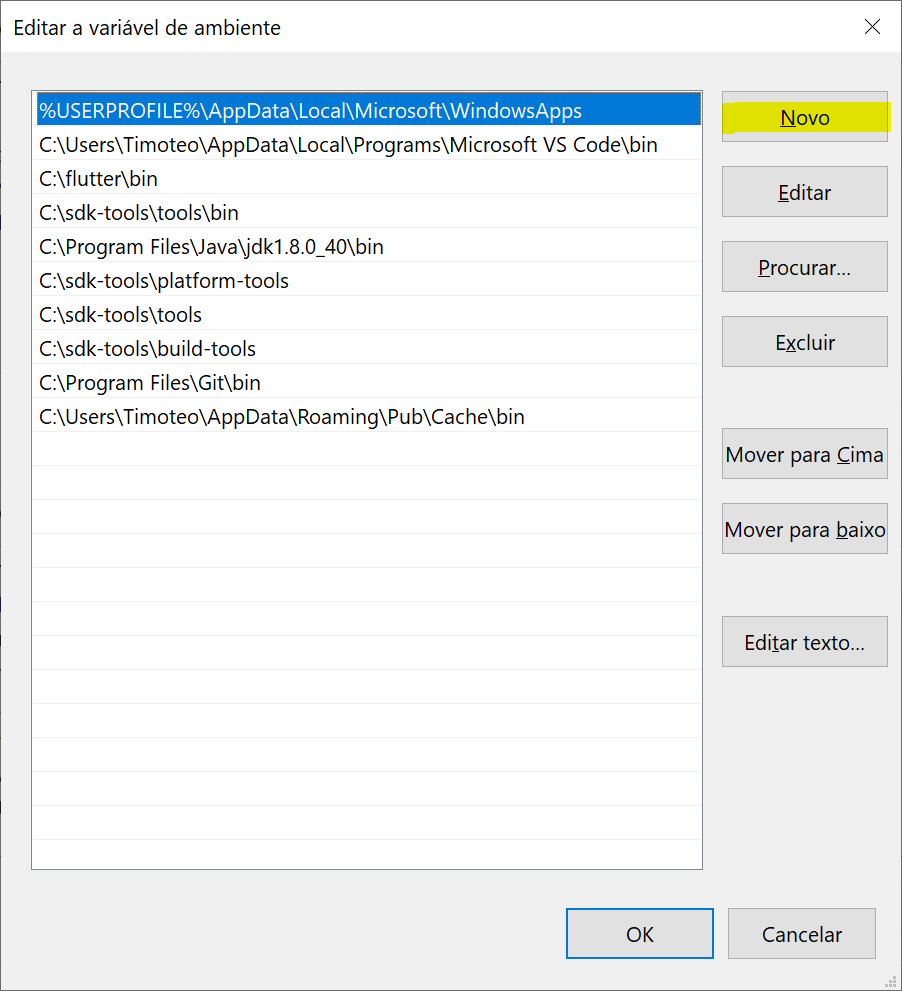 Editar a variável de ambiente
%USERPROFILE%\AppData\Local\Microsoft\WindowsApps
C:\Users\Timoteo\AppData\Local\Programs\Microsoft VS Code\bin
C:\flutter\bin
C:\sdk-tools\tools\bin
C:\Program Files\Java\jdk1.8.0_40\bin
C:\sdk-tools\platform-tools
C:\sdk-tools\tools
C:\sdk-tools\build-tools
C:\Program Files\Git\bin
C:\Users\Timoteo\AppData\Roaming\Pub\Cache\bin
Novo
Editar
Procurar...
Excluir
Mover para Cima
Mover para baixo
Editar texto...
OK
Cancelar